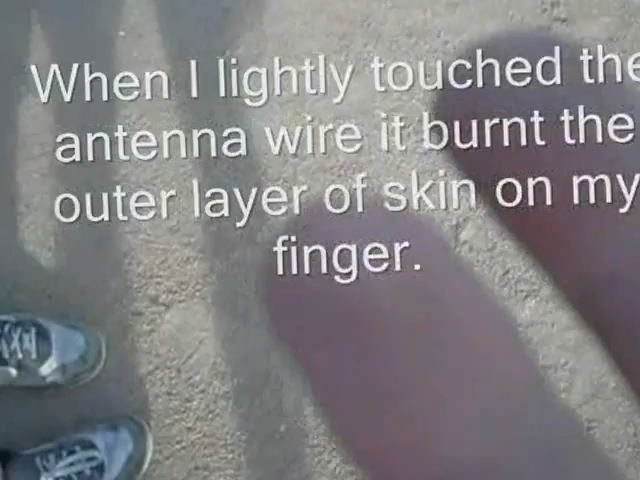 When I lightly touched the
antenna wire it burnt the
outer layer of skin on my
finger.